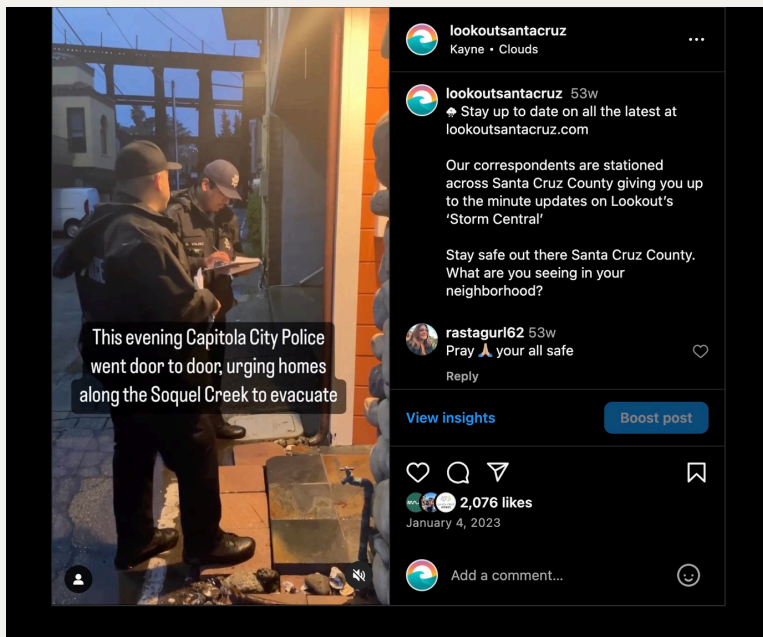 This evening Capitola City Police
went door to door, urging homes
along the Soquel Creek to evacuate
lookoutsantacruz
Kayne • Clouds
lookoutsantacruz 53w
🌧 Stay up to date on all the latest at
lookoutsantacruz.com
Our correspondents are stationed
across Santa Cruz County giving you up
to the minute updates on Lookout's
'Storm Central'
Stay safe out there Santa Cruz County.
What are you seeing in your
neighborhood?
rastagurl62 53w
Pray 🙏🏼 your all safe
Reply
View insights
Boost post
2,076 likes
January 4, 2023
Add a comment...